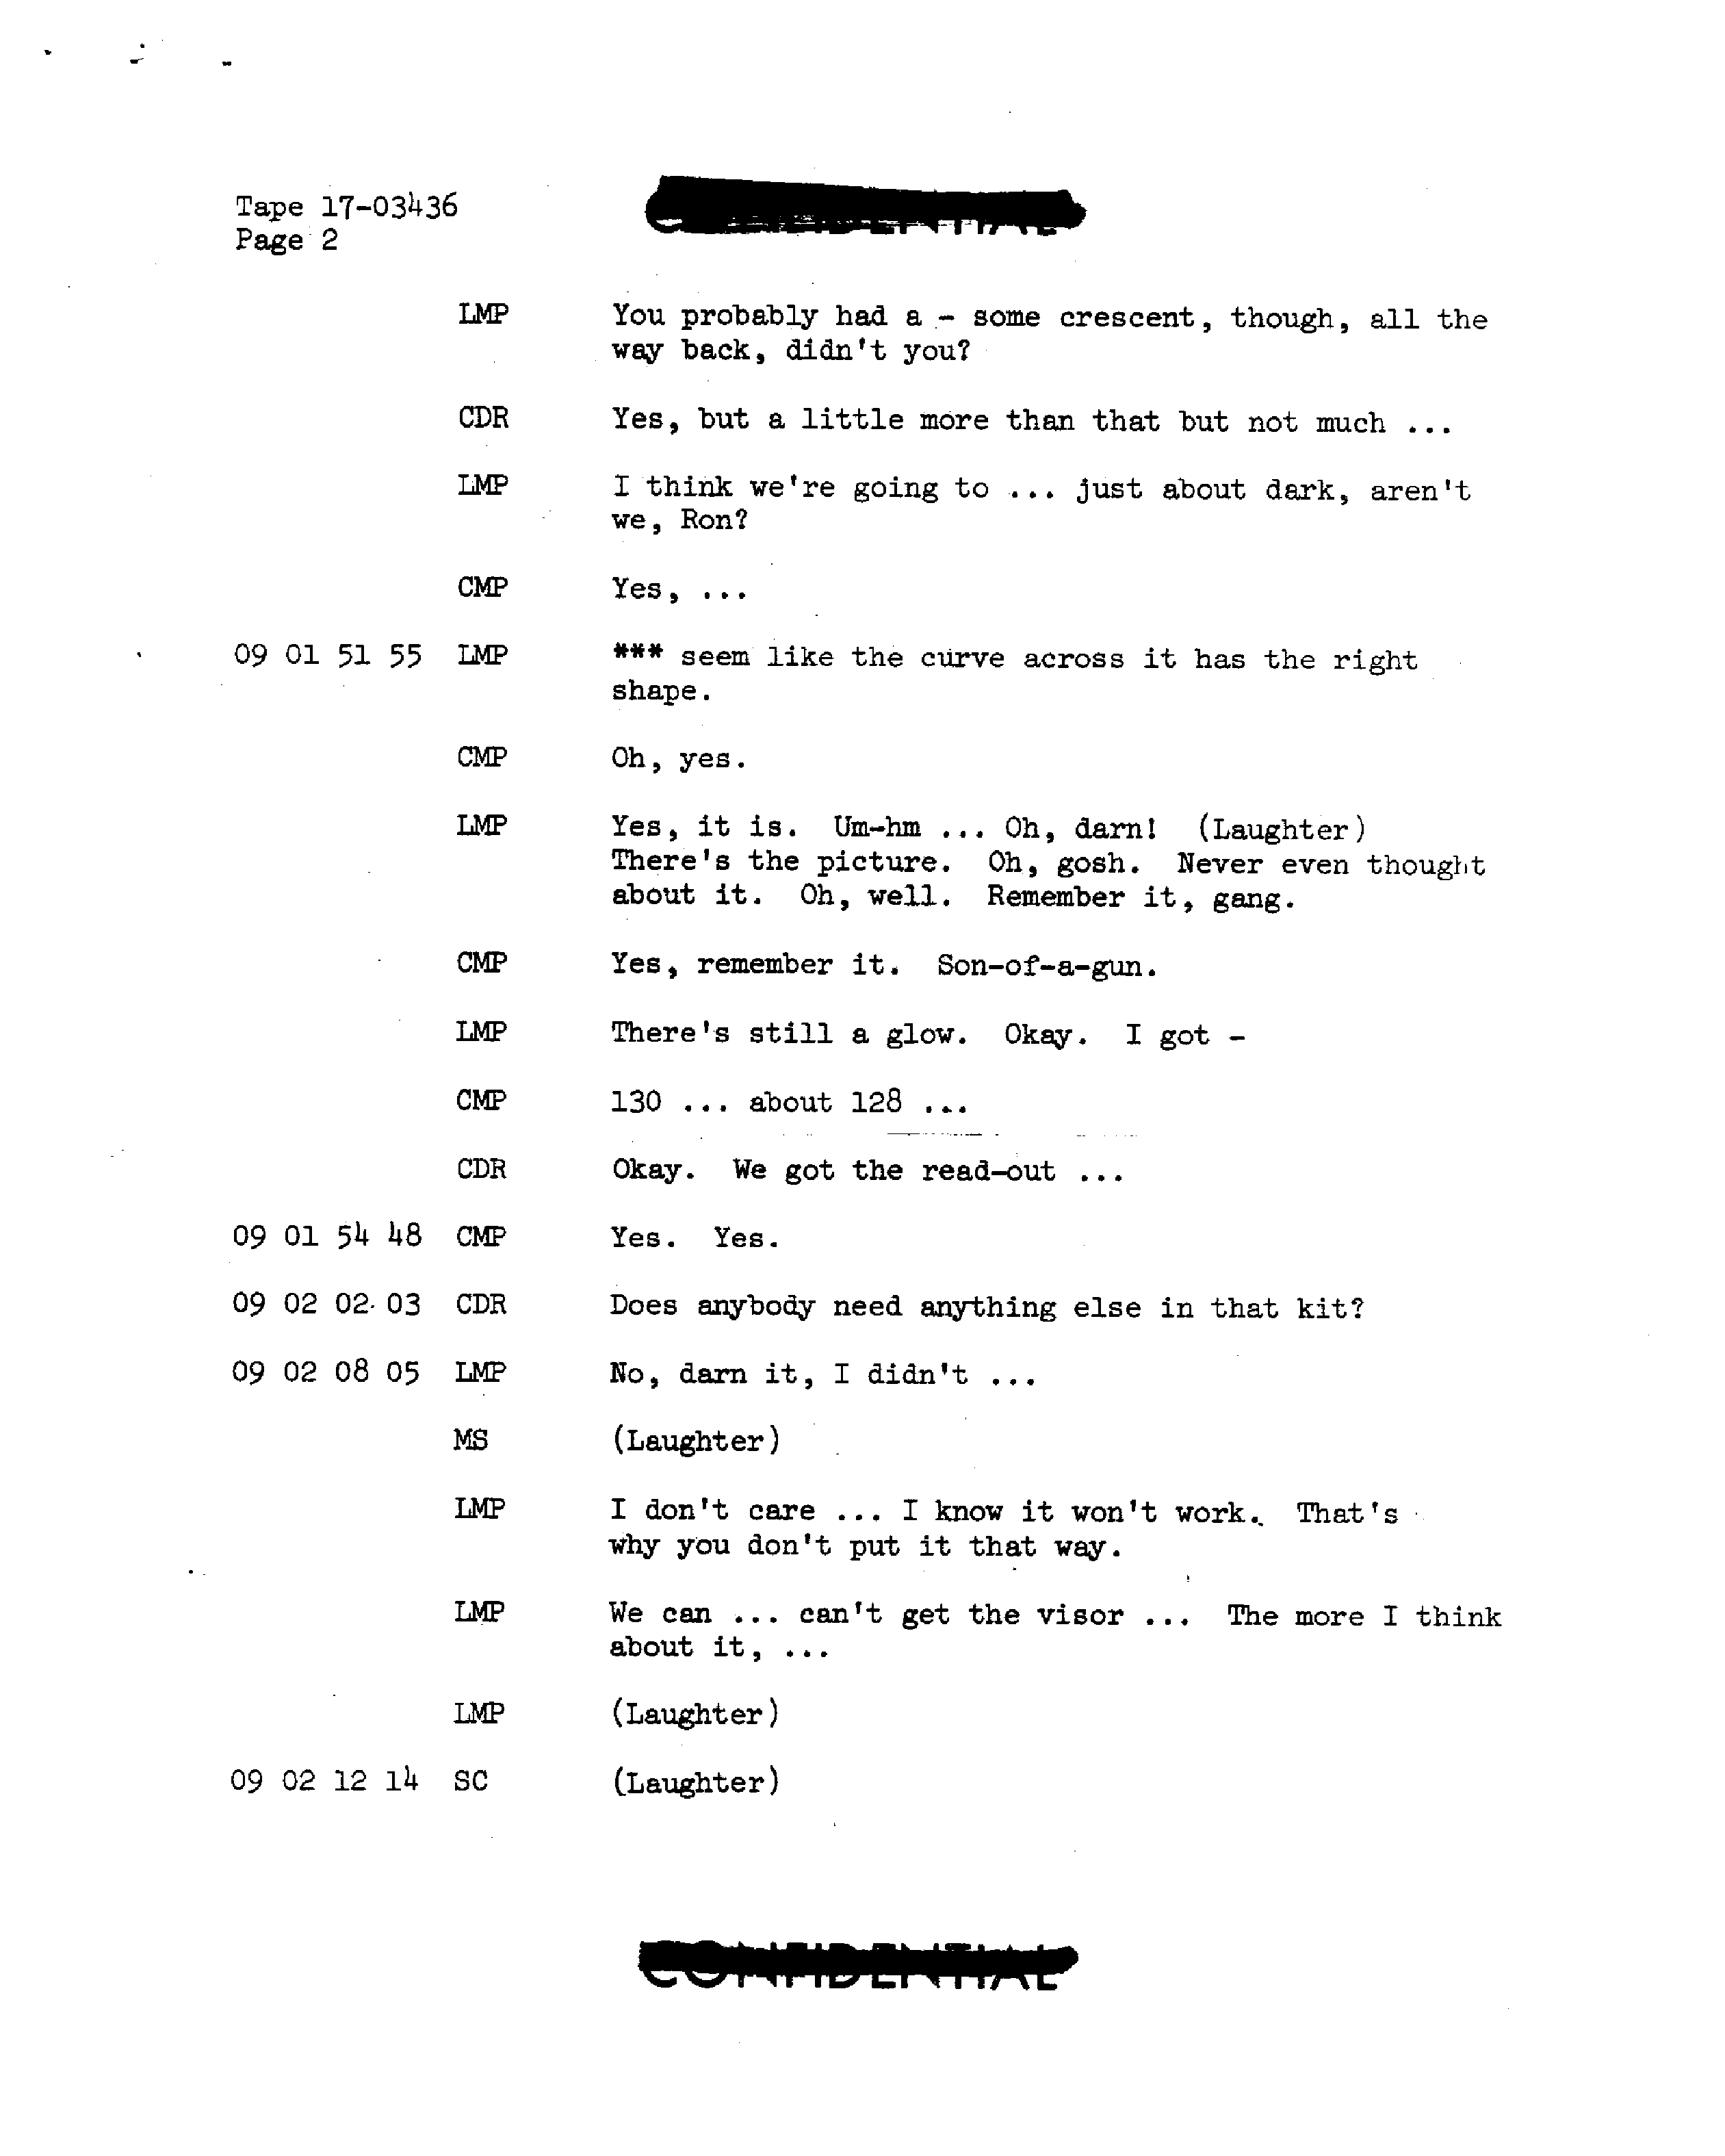 Tape 17-03436
Page 2
CONFIDENTIAL
LMP You probably had a - some crescent, though, all the
way back, didn't you?
CDR Yes, but a little more than that but not much ...
LMP I think we're going to ... just about dark, aren't
we, Ron?
CMP Yes, ...
09 01 51 55 LMP *** seem like the curve across it has the right
shape.
CMP Oh, yes.
LMP Yes, it is. Um-hm ... Oh, darn! (Laughter)
There's the picture. Oh, gosh. Never even thought
about it. Oh, well. Remember it, gang.
CMP Yes, remember it. Son-of-a-gun.
LMP There's still a glow. Okay. I got -
CMP 130 ... about 128 ...
CDR Okay. We got the read-out ...
09 01 54 48 CMP Yes. Yes.
09 02 02 03 CDR Does anybody need anything else in that kit?
09 02 08 05 LMP No, darn it, I didn't ...
MS (Laughter)
LMP I don't care ... I know it won't work. That's
why you don't put it that way.
LMP We can ... can't get the visor ... The more I think
about it, ...
LMP (Laughter)
09 02 12 14 SC (Laughter)
CONFIDENTIAL